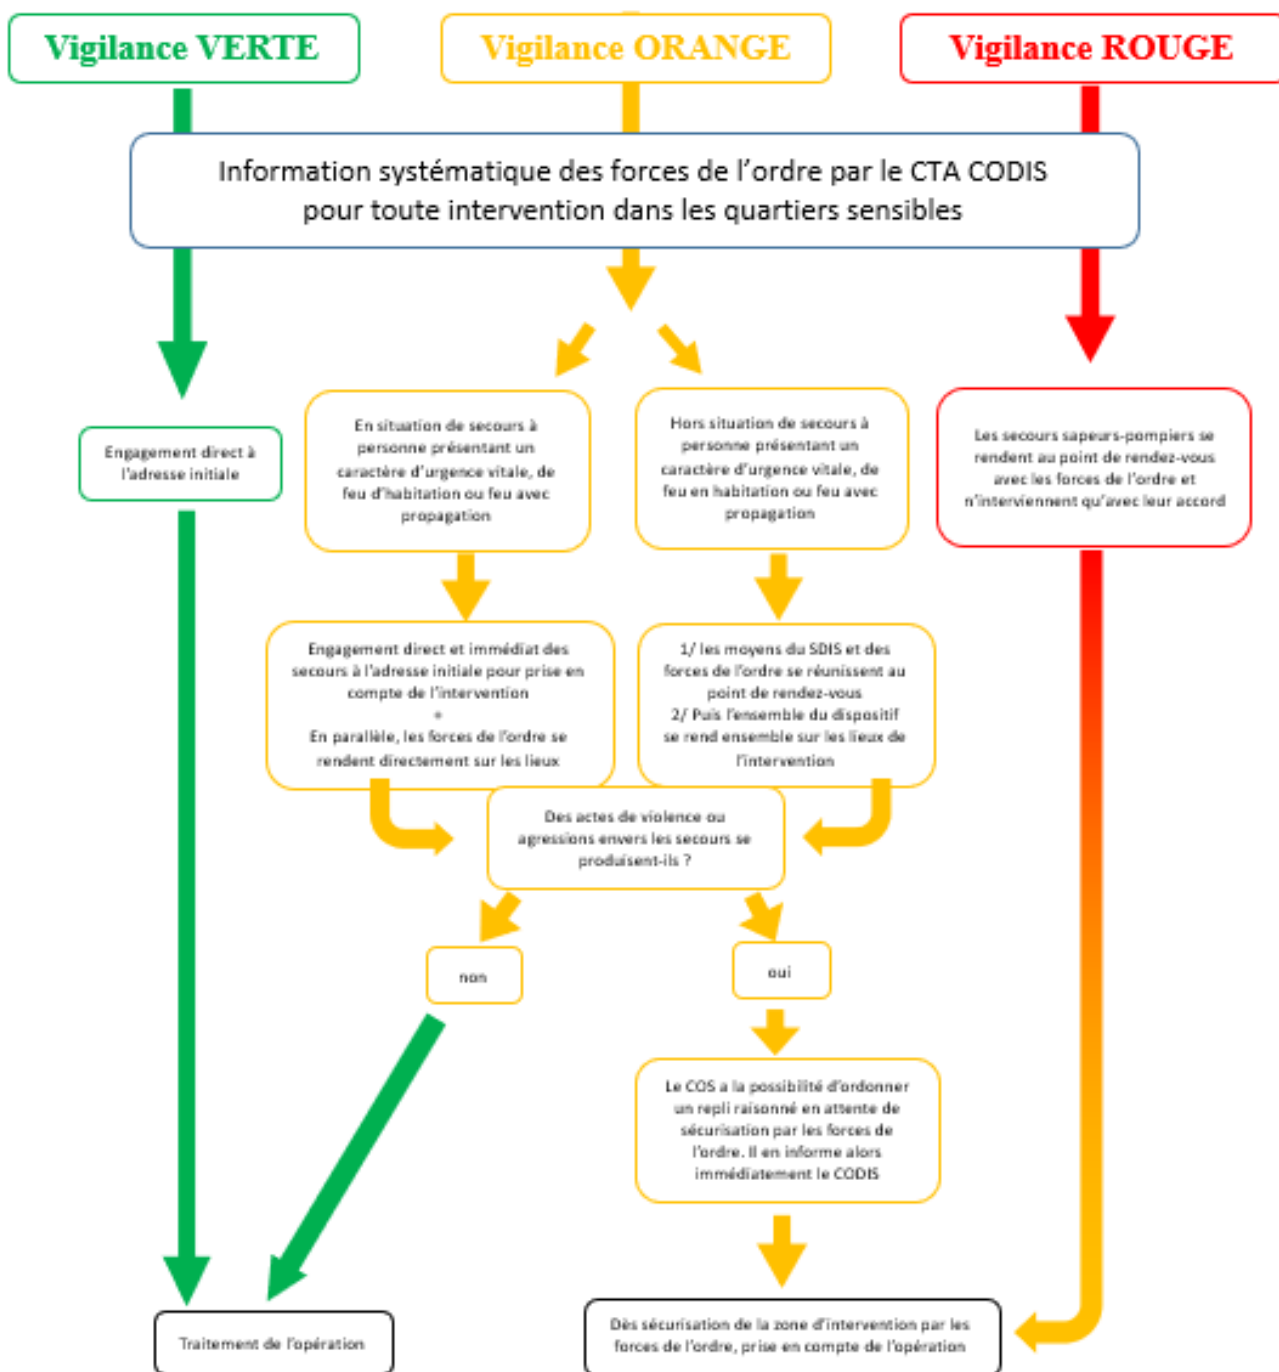 Vigilance VERTE
Vigilance ORANGE
Vigilance ROUGE
Information systématique des forces de l'ordre par le CTA CODIS
pour toute intervention dans les quartiers sensibles
Engagement direct à
l'adresse initiale
En situation de secours à
personne présentant un
caractère d'urgence vitale, de
feu d'habitation ou feu avec
propagation
Hors situation de secours à
personne présentant un
caractère d'urgence vitale, de
feu en habitation ou feu avec
propagation
Les secours sapeurs-pompiers se
rendent au point de rendez-vous
avec les forces de l'ordre et
n'interviennent qu'avec leur accord
Engagement direct et immédiat des
secours à l'adresse initiale pour prise en
compte de l'intervention
+
En parallèle, les forces de l'ordre se
rendent directement sur les lieux
1/ les moyens du SDIS et des
forces de l'ordre se réunissent au
point de rendez-vous
2/ Puis l'ensemble du dispositif
se rend ensemble sur les lieux de
l'intervention
Des actes de violence ou
agressions envers les secours se
produisent-ils ?
non
oui
Le COS a la possibilité d'ordonner
un repli raisonné en attente de
sécurisation par les forces de
l'ordre. Il en informe alors
immédiatement le CODIS
Traitement de l'opération
Dès sécurisation de la zone d'intervention par les
forces de l'ordre, prise en compte de l'opération